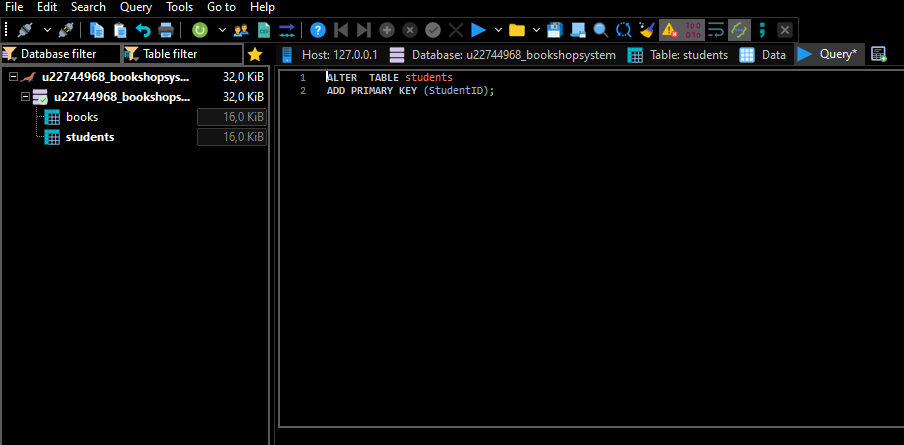 File Edit Search Query Tools Go to Help
Database filter Table filter Host: 127.0.0.1 Database: u22744968_bookshopsystem Table: students Data Query*
u22744968_bookshopsys... 32,0 KiB
u22744968_bookshops... 32,0 KiB
books 16,0 KiB
students 16,0 KiB
1 ALTER  TABLE students
2 ADD PRIMARY KEY (StudentID);